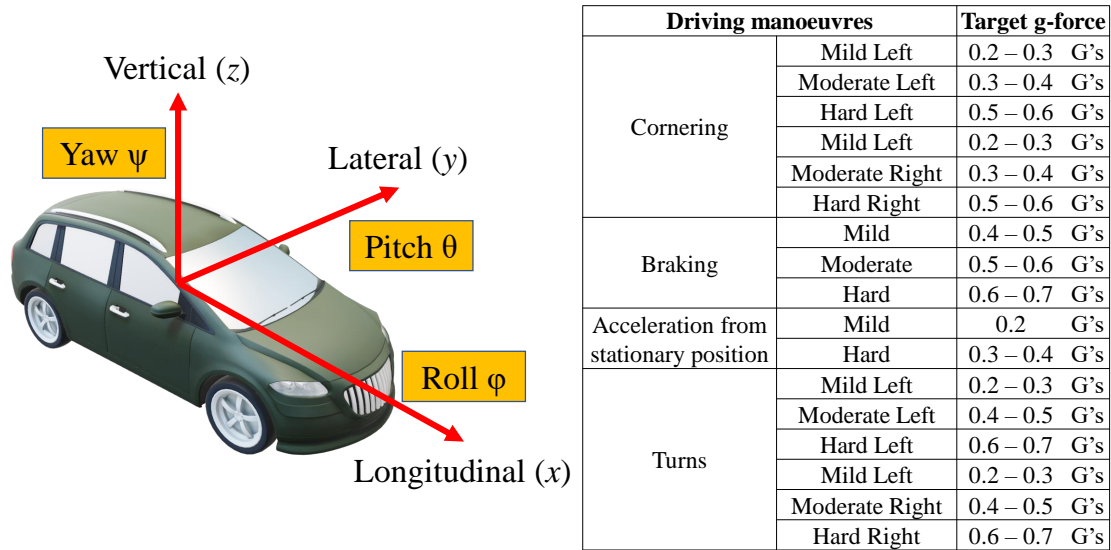 Vertical (z)
Yaw ψ
Lateral (y)
Pitch θ
Roll φ
Longitudinal (x)
Driving manoeuvres Target g-force
Cornering
Mild Left 0.2 – 0.3 G's
Moderate Left 0.3 – 0.4 G's
Hard Left 0.5 – 0.6 G's
Mild Left 0.2 – 0.3 G's
Moderate Right 0.3 – 0.4 G's
Hard Right 0.5 – 0.6 G's
Braking
Mild 0.4 – 0.5 G's
Moderate 0.5 – 0.6 G's
Hard 0.6 – 0.7 G's
Acceleration from
stationary position
Mild 0.2 G's
Hard 0.3 – 0.4 G's
Turns
Mild Left 0.2 – 0.3 G's
Moderate Left 0.4 – 0.5 G's
Hard Left 0.6 – 0.7 G's
Mild Left 0.2 – 0.3 G's
Moderate Right 0.4 – 0.5 G's
Hard Right 0.6 – 0.7 G's